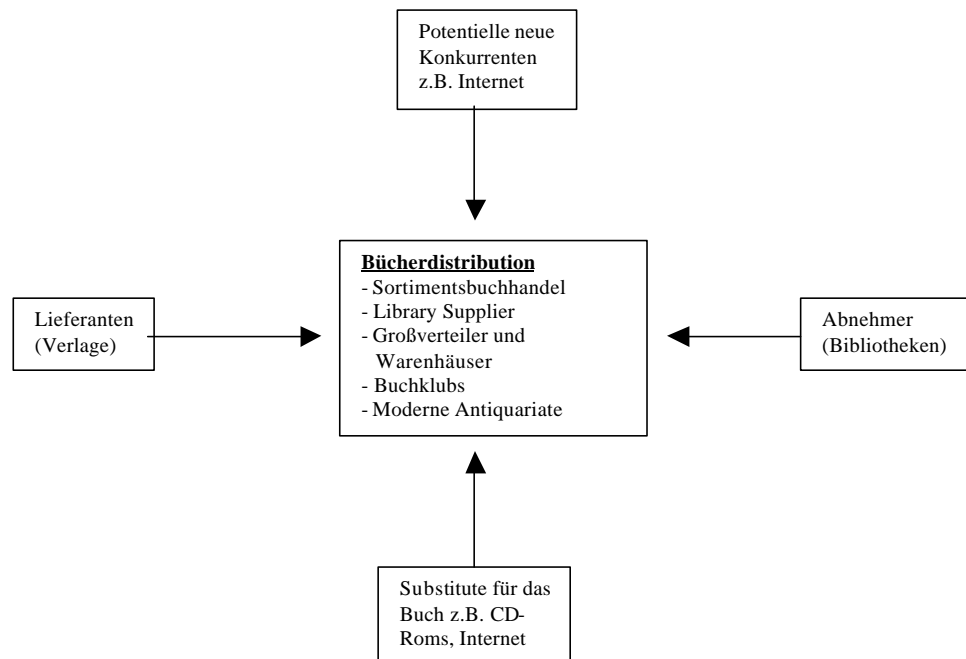 Potentielle neue
Konkurrenten
z.B. Internet
Bücherdistribution
- Sortimentsbuchhandel
- Library Supplier
- Großverteiler und
Warenhäuser
- Buchklubs
- Moderne Antiquariate
Lieferanten
(Verlage)
Abnehmer
(Bibliotheken)
Substitute für das
Buch z.B. CD-
Roms, Internet